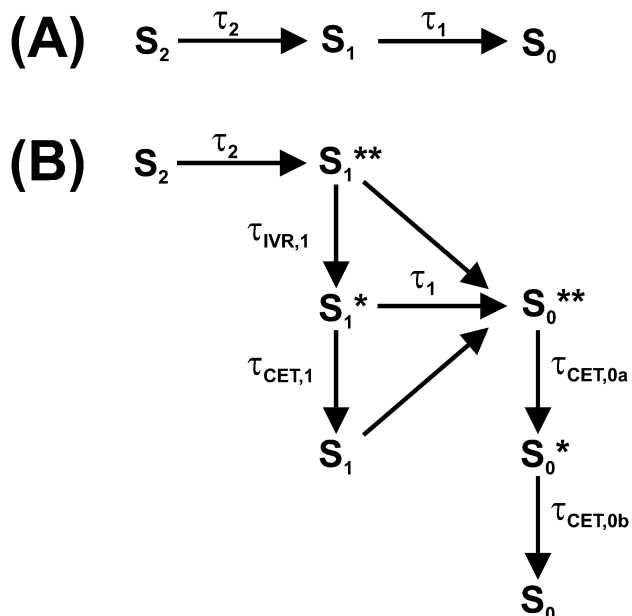 (A) S₂ τ₂ S₁ τ₁ S₀
(B) S₂ τ₂ S₁**
τIVR,1
S₁* τ₁ S₀**
τCET,1 τCET,0a
S₁ S₀*
τCET,0b
S₀